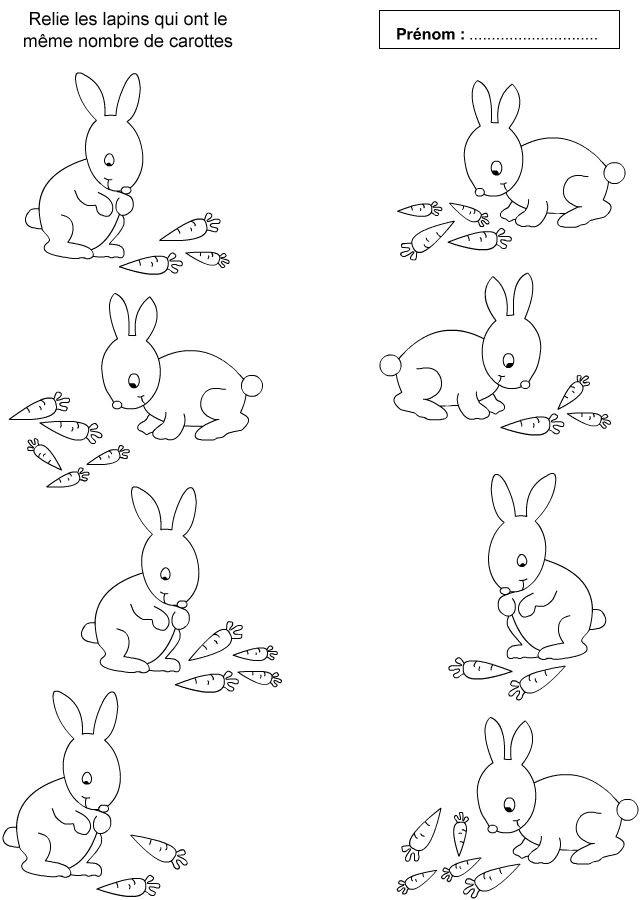 Relie les lapins qui ont le
même nombre de carottes
Prénom : .............................